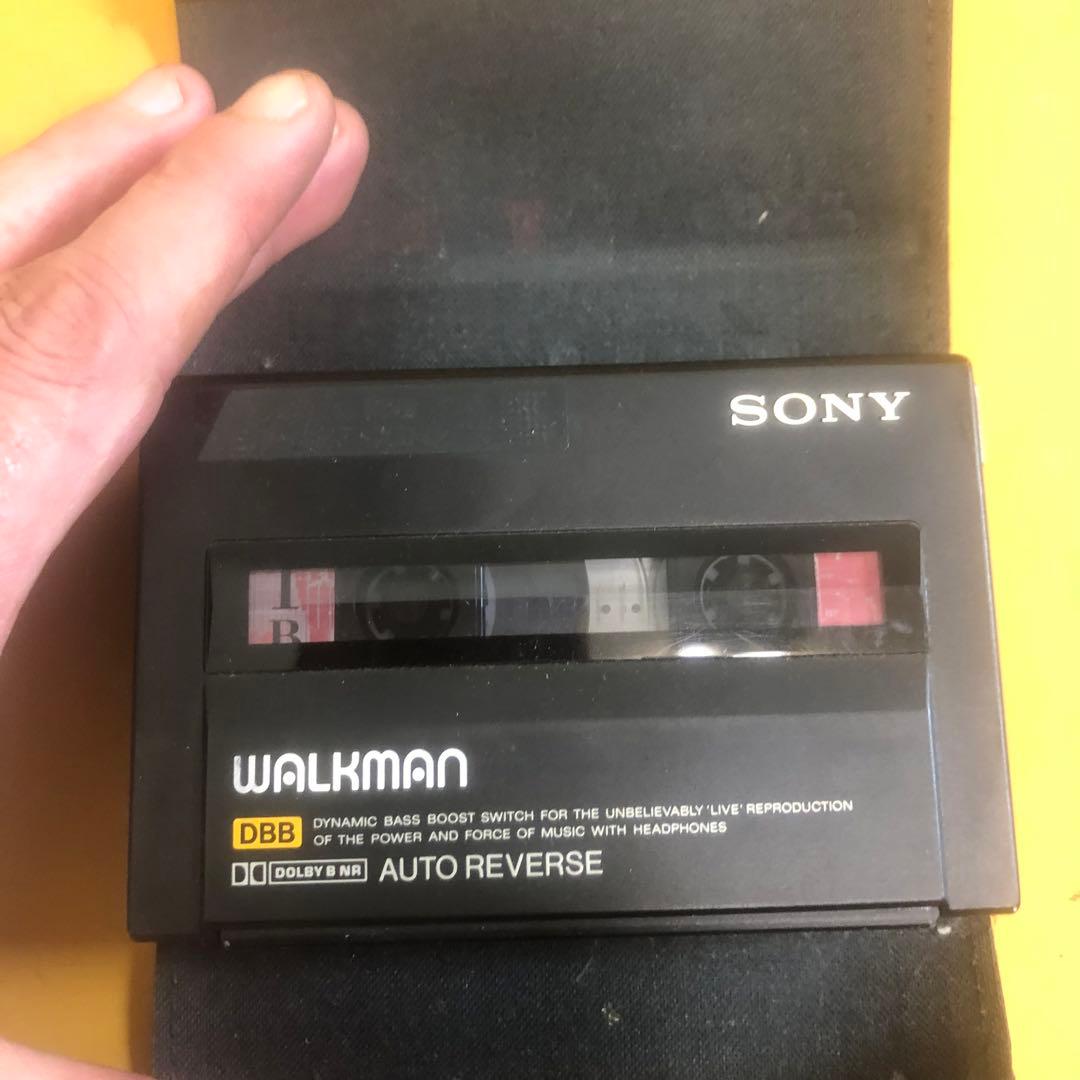 SONY
I
B
WALKMAN
DBB DYNAMIC BASS BOOST SWITCH FOR THE UNBELIEVABLY 'LIVE' REPRODUCTION
OF THE POWER AND FORCE OF MUSIC WITH HEADPHONES
DOLBY B NR AUTO REVERSE